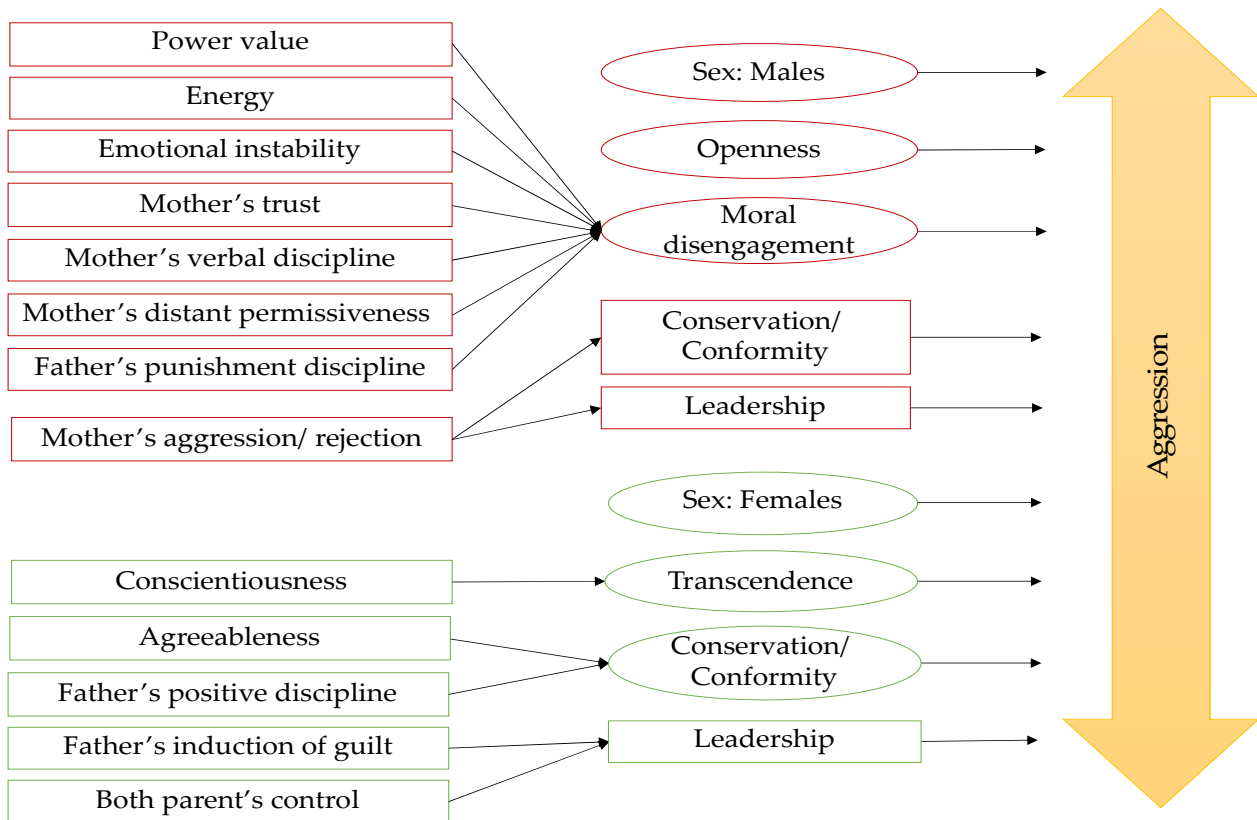 Power value
Energy
Emotional instability
Mother’s trust
Mother’s verbal discipline
Mother’s distant permissiveness
Father’s punishment discipline
Mother’s aggression/ rejection
Conscientiousness
Agreeableness
Father’s positive discipline
Father’s induction of guilt
Both parent’s control
Sex: Males
Openness
Moral
disengagement
Conservation/
Conformity
Leadership
Sex: Females
Transcendence
Conservation/
Conformity
Leadership
Aggression